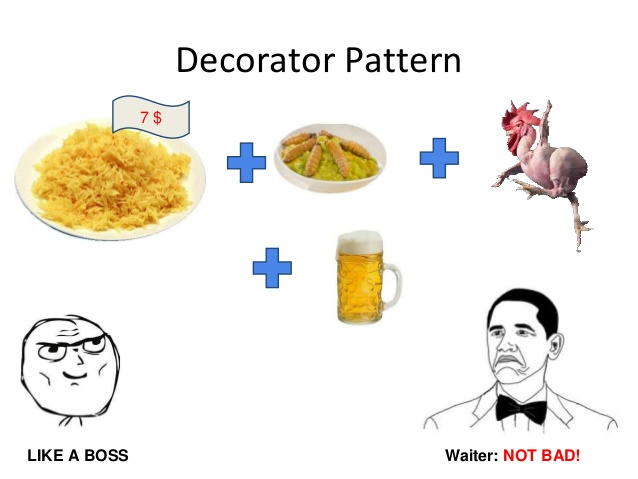 Decorator Pattern
7 $
LIKE A BOSS
Waiter: NOT BAD!